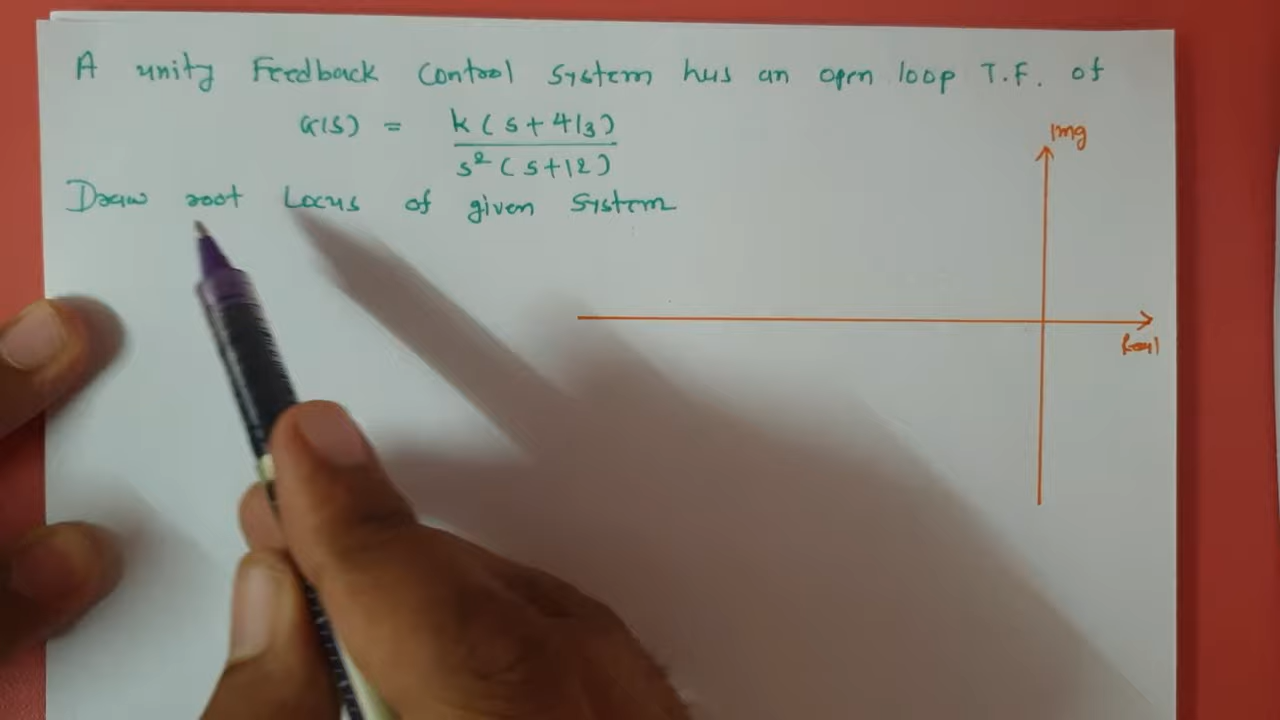 A unity Feedback Control System has an open loop T.F. of
G(S) = k(s+4/3) / s²(s+12)
Draw root Locus of given System
Img
Real